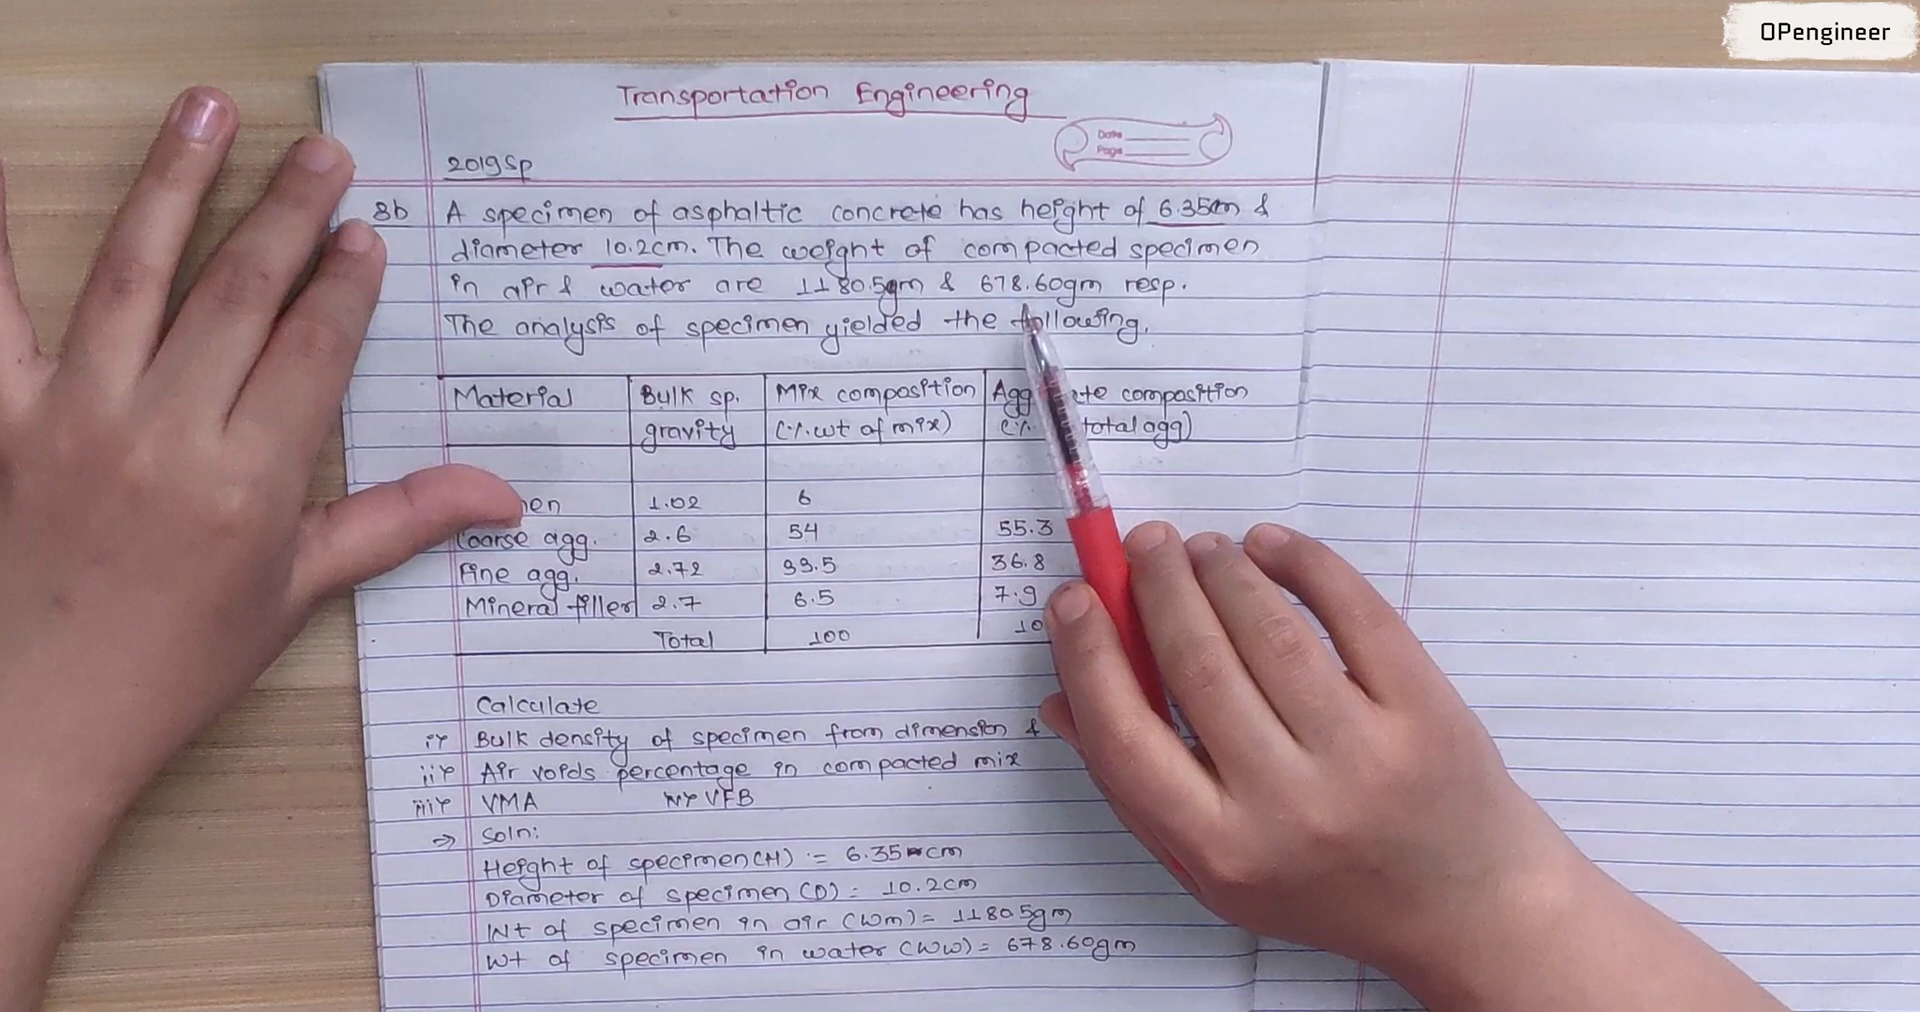 OPengineer
Transportation Engineering
Date
Page
2019 sp
8b A specimen of asphaltic concrete has height of 6.35cm &
diameter 10.2cm. The weight of compacted specimen
in air & water are 1180.5gm & 678.60gm resp.
The analysis of specimen yielded the following.
Material Bulk sp. gravity Mix composition (%.wt of mix) composition total agg)
1.02 6
Coarse agg. 2.6 54 55.3
Fine agg. 2.72 33.5 36.8
Mineral filler 2.7 6.5 7.9
Total 100
Calculate
i) Bulk density of specimen from dimension &
ii) Air voids percentage in compacted mix
iii) VMA iv) VFB
⇒ Soln:
Height of specimen (H) = 6.35 cm
Diameter of specimen (D) = 10.2cm
Wt of specimen in air (Wm) = 1180.5gm
Wt of specimen in water (Ww) = 678.60gm